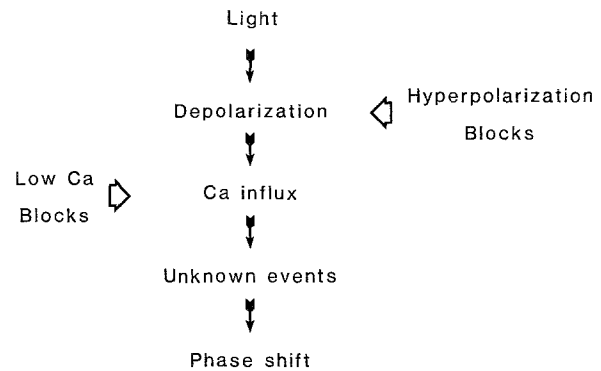 Light
Depolarization
Hyperpolarization
Blocks
Low Ca
Blocks
Ca influx
Unknown events
Phase shift